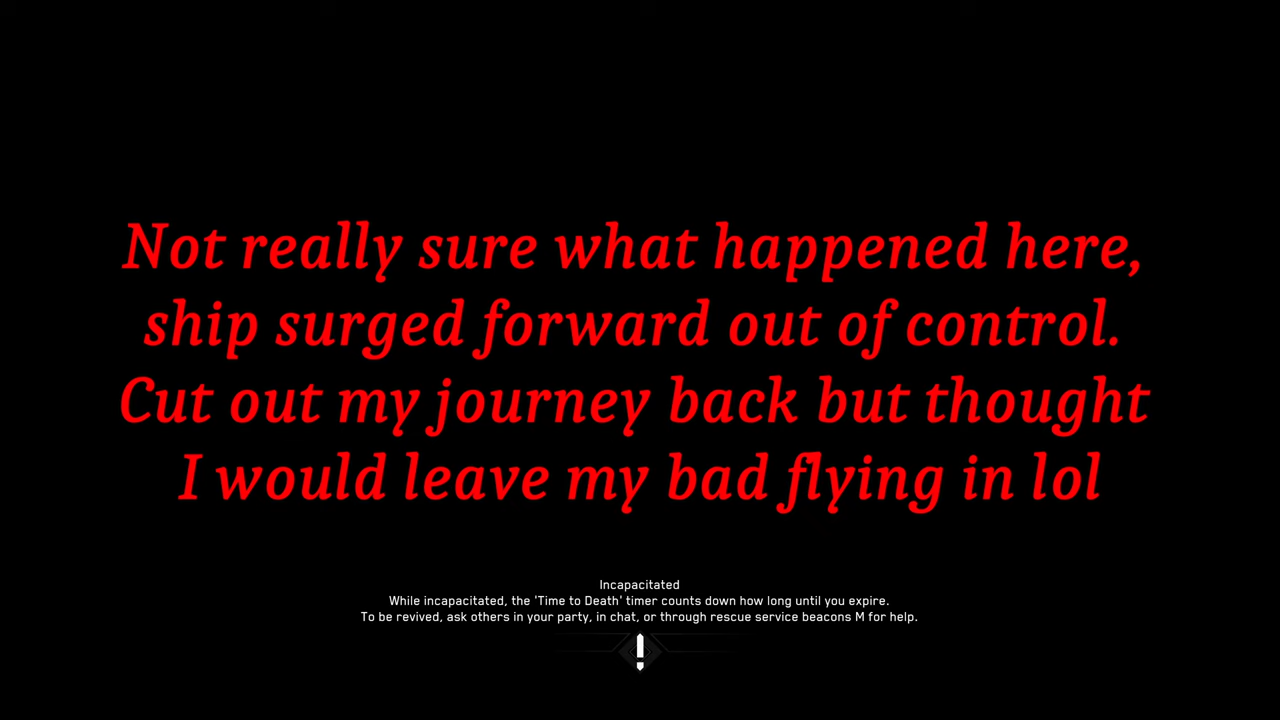 Not really sure what happened here,
ship surged forward out of control.
Cut out my journey back but thought
I would leave my bad flying in lol
Incapacitated
While incapacitated, the 'Time to Death' timer counts down how long until you expire.
To be revived, ask others in your party, in chat, or through rescue service beacons M for help.